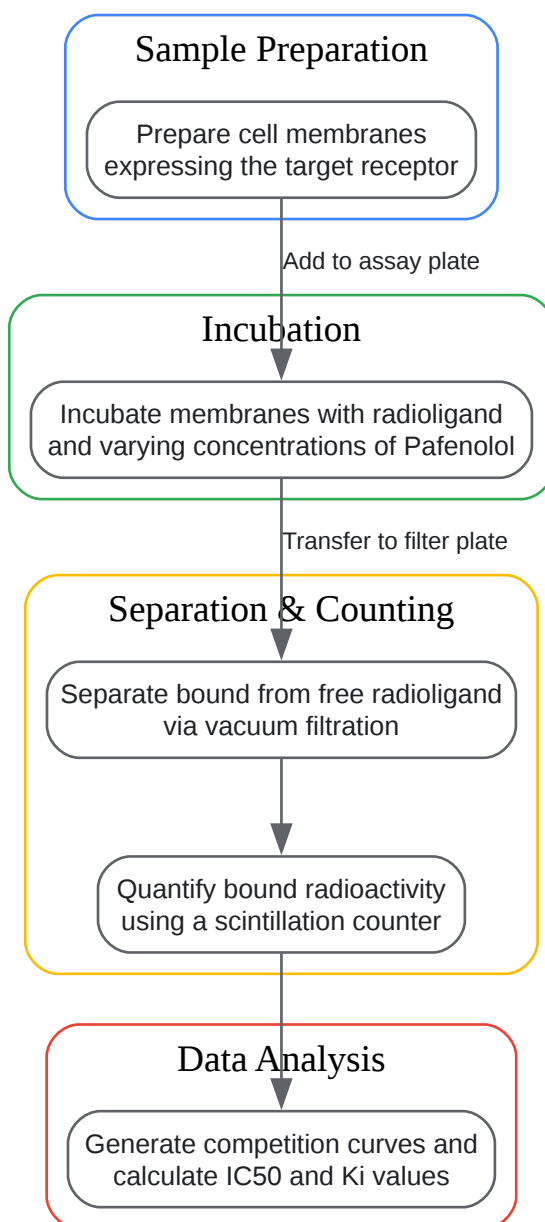 Sample Preparation
Prepare cell membranes
expressing the target receptor
Add to assay plate
Incubation
Incubate membranes with radioligand
and varying concentrations of Pafenolol
Transfer to filter plate
Separation & Counting
Separate bound from free radioligand
via vacuum filtration
Quantify bound radioactivity
using a scintillation counter
Data Analysis
Generate competition curves and
calculate IC50 and Ki values